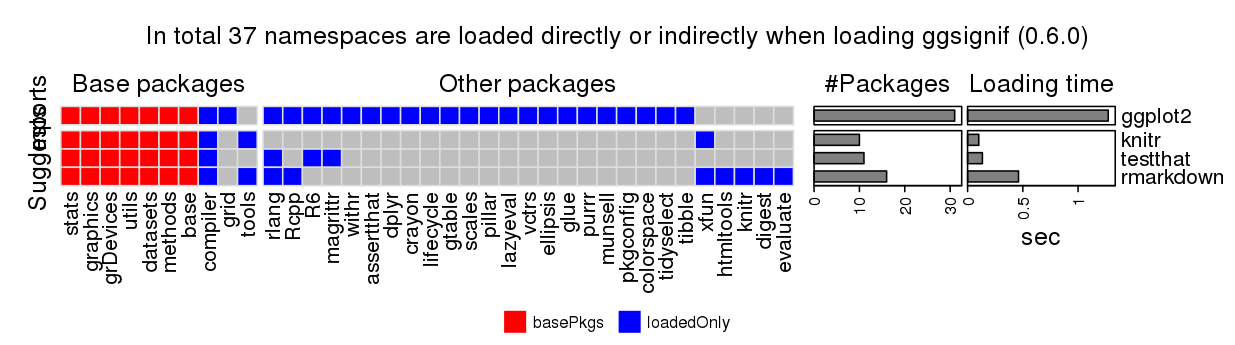 In total 37 namespaces are loaded directly or indirectly when loading ggsignif (0.6.0)
Base packages
Other packages
#Packages
Loading time
Imports
Suggests
ggplot2
knitr
testthat
rmarkdown
stats
graphics
grDevices
utils
datasets
methods
base
compiler
grid
tools
rlang
Rcpp
R6
magrittr
withr
assertthat
dplyr
crayon
lifecycle
gtable
scales
pillar
lazyeval
vctrs
ellipsis
glue
purrr
munsell
pkgconfig
colorspace
tidyselect
tibble
xfun
htmltools
knitr
digest
evaluate
0
10
20
30
0
0.5
1
sec
basePkgs
loadedOnly